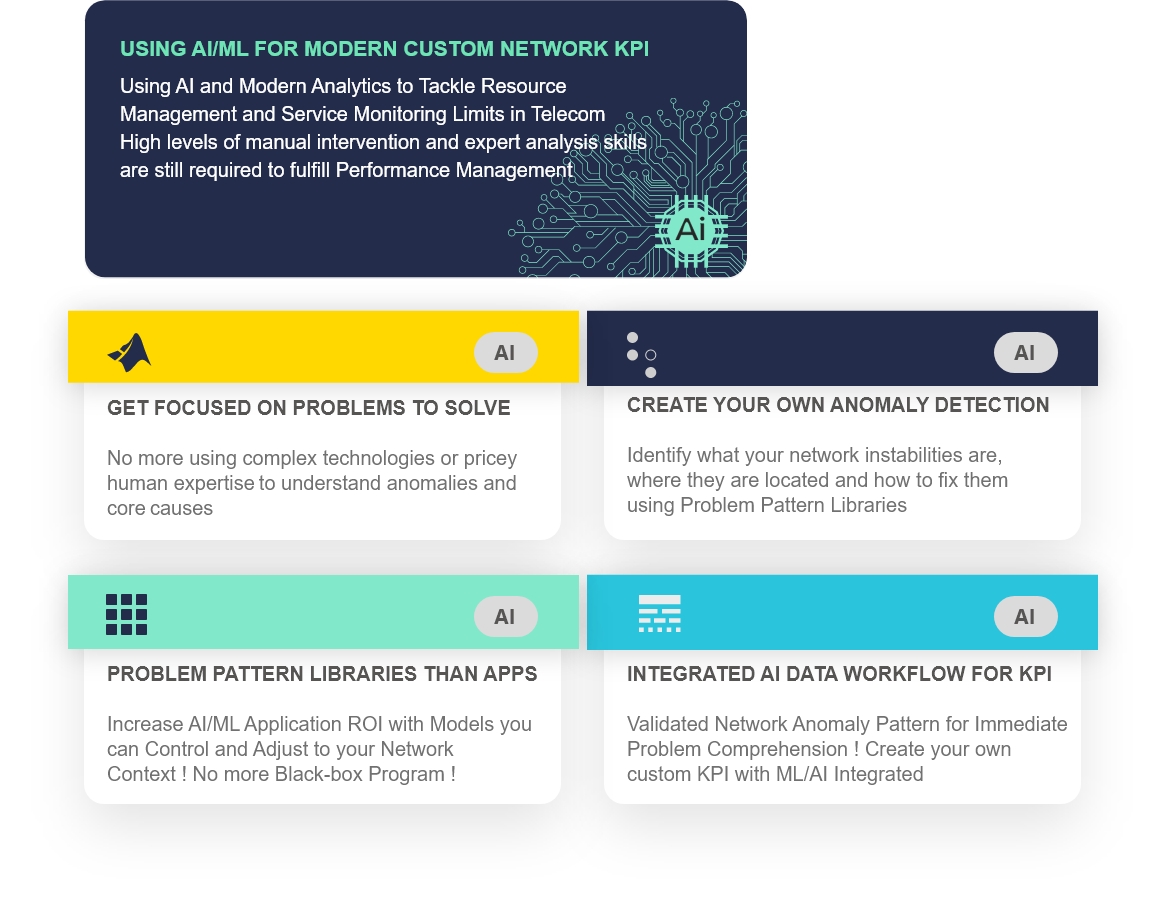 USING AI/ML FOR MODERN CUSTOM NETWORK KPI
Using AI and Modern Analytics to Tackle Resource
Management and Service Monitoring Limits in Telecom
High levels of manual intervention and expert analysis skills
are still required to fulfill Performance Management
Ai
AI
GET FOCUSED ON PROBLEMS TO SOLVE
No more using complex technologies or pricey
human expertise to understand anomalies and
core causes
AI
CREATE YOUR OWN ANOMALY DETECTION
Identify what your network instabilities are,
where they are located and how to fix them
using Problem Pattern Libraries
AI
PROBLEM PATTERN LIBRARIES THAN APPS
Increase AI/ML Application ROI with Models you
can Control and Adjust to your Network
Context ! No more Black-box Program !
AI
INTEGRATED AI DATA WORKFLOW FOR KPI
Validated Network Anomaly Pattern for Immediate
Problem Comprehension ! Create your own
custom KPI with ML/AI Integrated